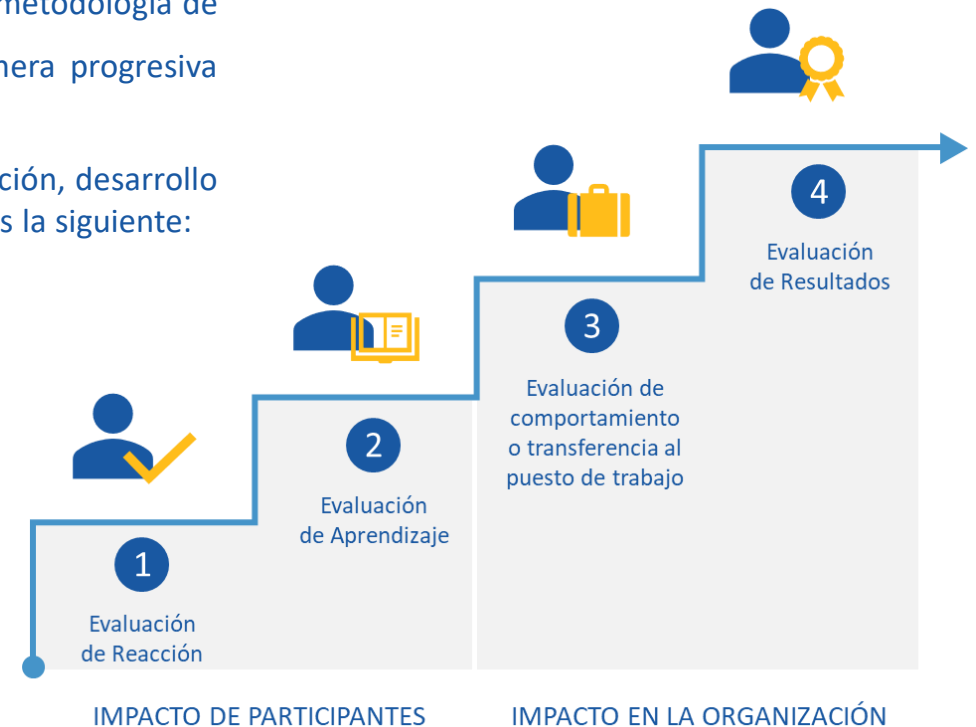 metodología de
nera progresiva
ción, desarrollo
s la siguiente:
4
Evaluación
de Resultados
3
Evaluación de
comportamiento
o transferencia al
puesto de trabajo
2
Evaluación
de Aprendizaje
1
Evaluación
de Reacción
IMPACTO DE PARTICIPANTES
IMPACTO EN LA ORGANIZACIÓN